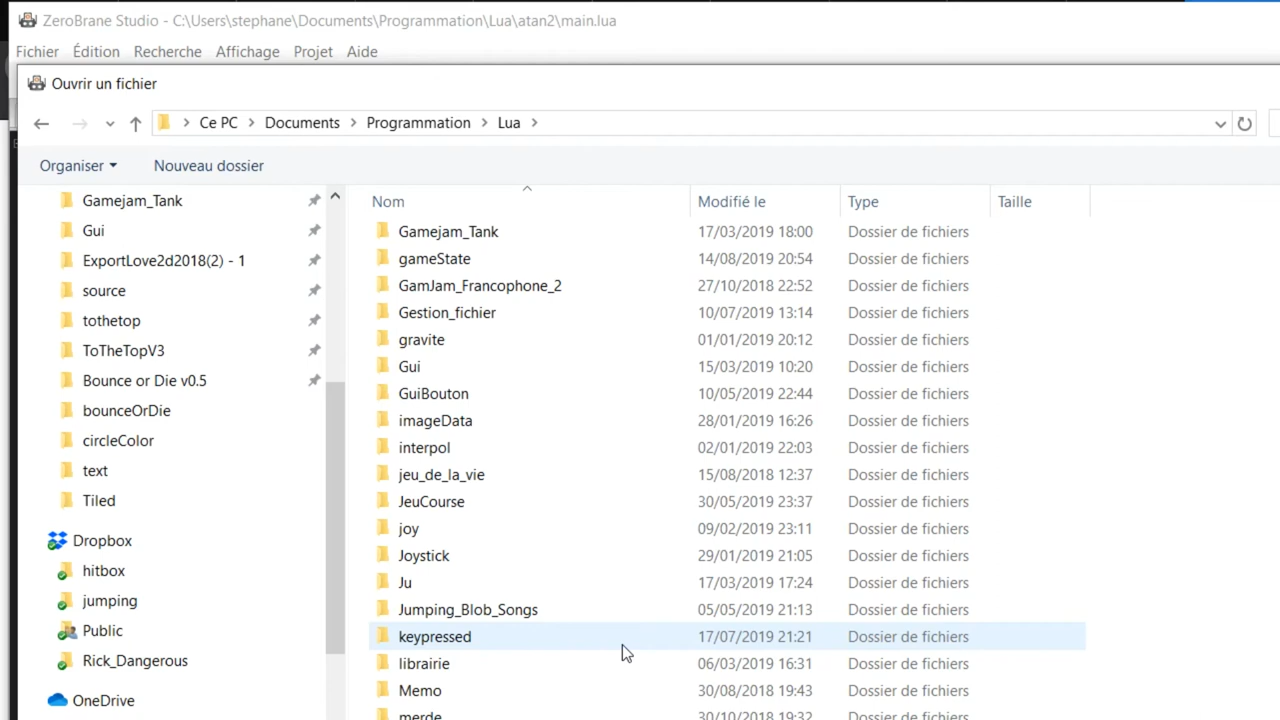 ZeroBrane Studio - C:\Users\stephane\Documents\Programmation\Lua\atan2\main.lua
Fichier Édition Recherche Affichage Projet Aide
Ouvrir un fichier
Ce PC > Documents > Programmation > Lua >
Organiser Nouveau dossier
Gamejam_Tank
Gui
ExportLove2d2018(2) - 1
source
tothetop
ToTheTopV3
Bounce or Die v0.5
bounceOrDie
circleColor
text
Tiled
Dropbox
hitbox
jumping
Public
Rick_Dangerous
OneDrive
Nom Modifié le Type Taille
Gamejam_Tank 17/03/2019 18:00 Dossier de fichiers
gameState 14/08/2019 20:54 Dossier de fichiers
GamJam_Francophone_2 27/10/2018 22:52 Dossier de fichiers
Gestion_fichier 10/07/2019 13:14 Dossier de fichiers
gravite 01/01/2019 20:12 Dossier de fichiers
Gui 15/03/2019 10:20 Dossier de fichiers
GuiBouton 10/05/2019 22:44 Dossier de fichiers
imageData 28/01/2019 16:26 Dossier de fichiers
interpol 02/01/2019 22:03 Dossier de fichiers
jeu_de_la_vie 15/08/2018 12:37 Dossier de fichiers
JeuCourse 30/05/2019 23:37 Dossier de fichiers
joy 09/02/2019 23:11 Dossier de fichiers
Joystick 29/01/2019 21:05 Dossier de fichiers
Ju 17/03/2019 17:24 Dossier de fichiers
Jumping_Blob_Songs 05/05/2019 21:13 Dossier de fichiers
keypressed 17/07/2019 21:21 Dossier de fichiers
librairie 06/03/2019 16:31 Dossier de fichiers
Memo 30/08/2018 19:43 Dossier de fichiers
merde 30/10/2018 19:32 Dossier de fichiers